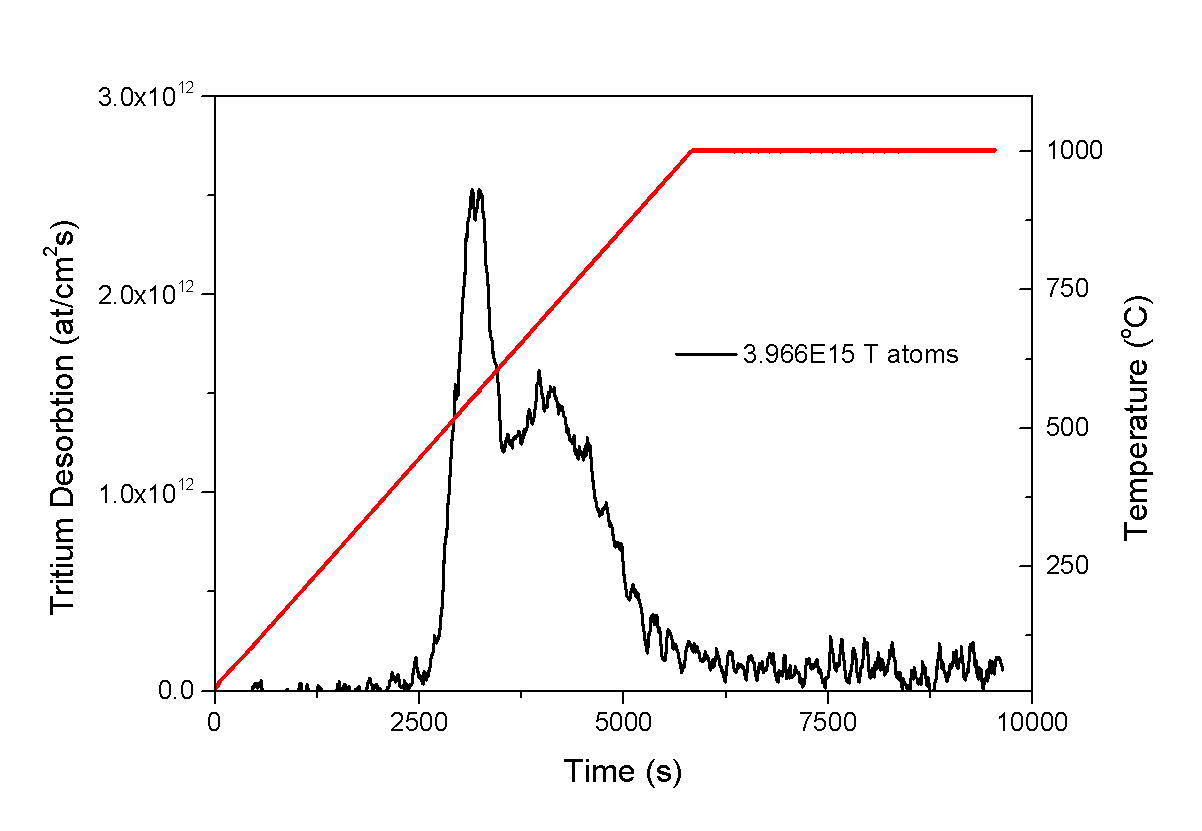 3.0x10¹²
2.0x10¹²
1.0x10¹²
0.0
Tritium Desorbtion (at/cm²s)
1000
750
500
250
Temperature (°C)
3.966E15 T atoms
0 2500 5000 7500 10000
Time (s)